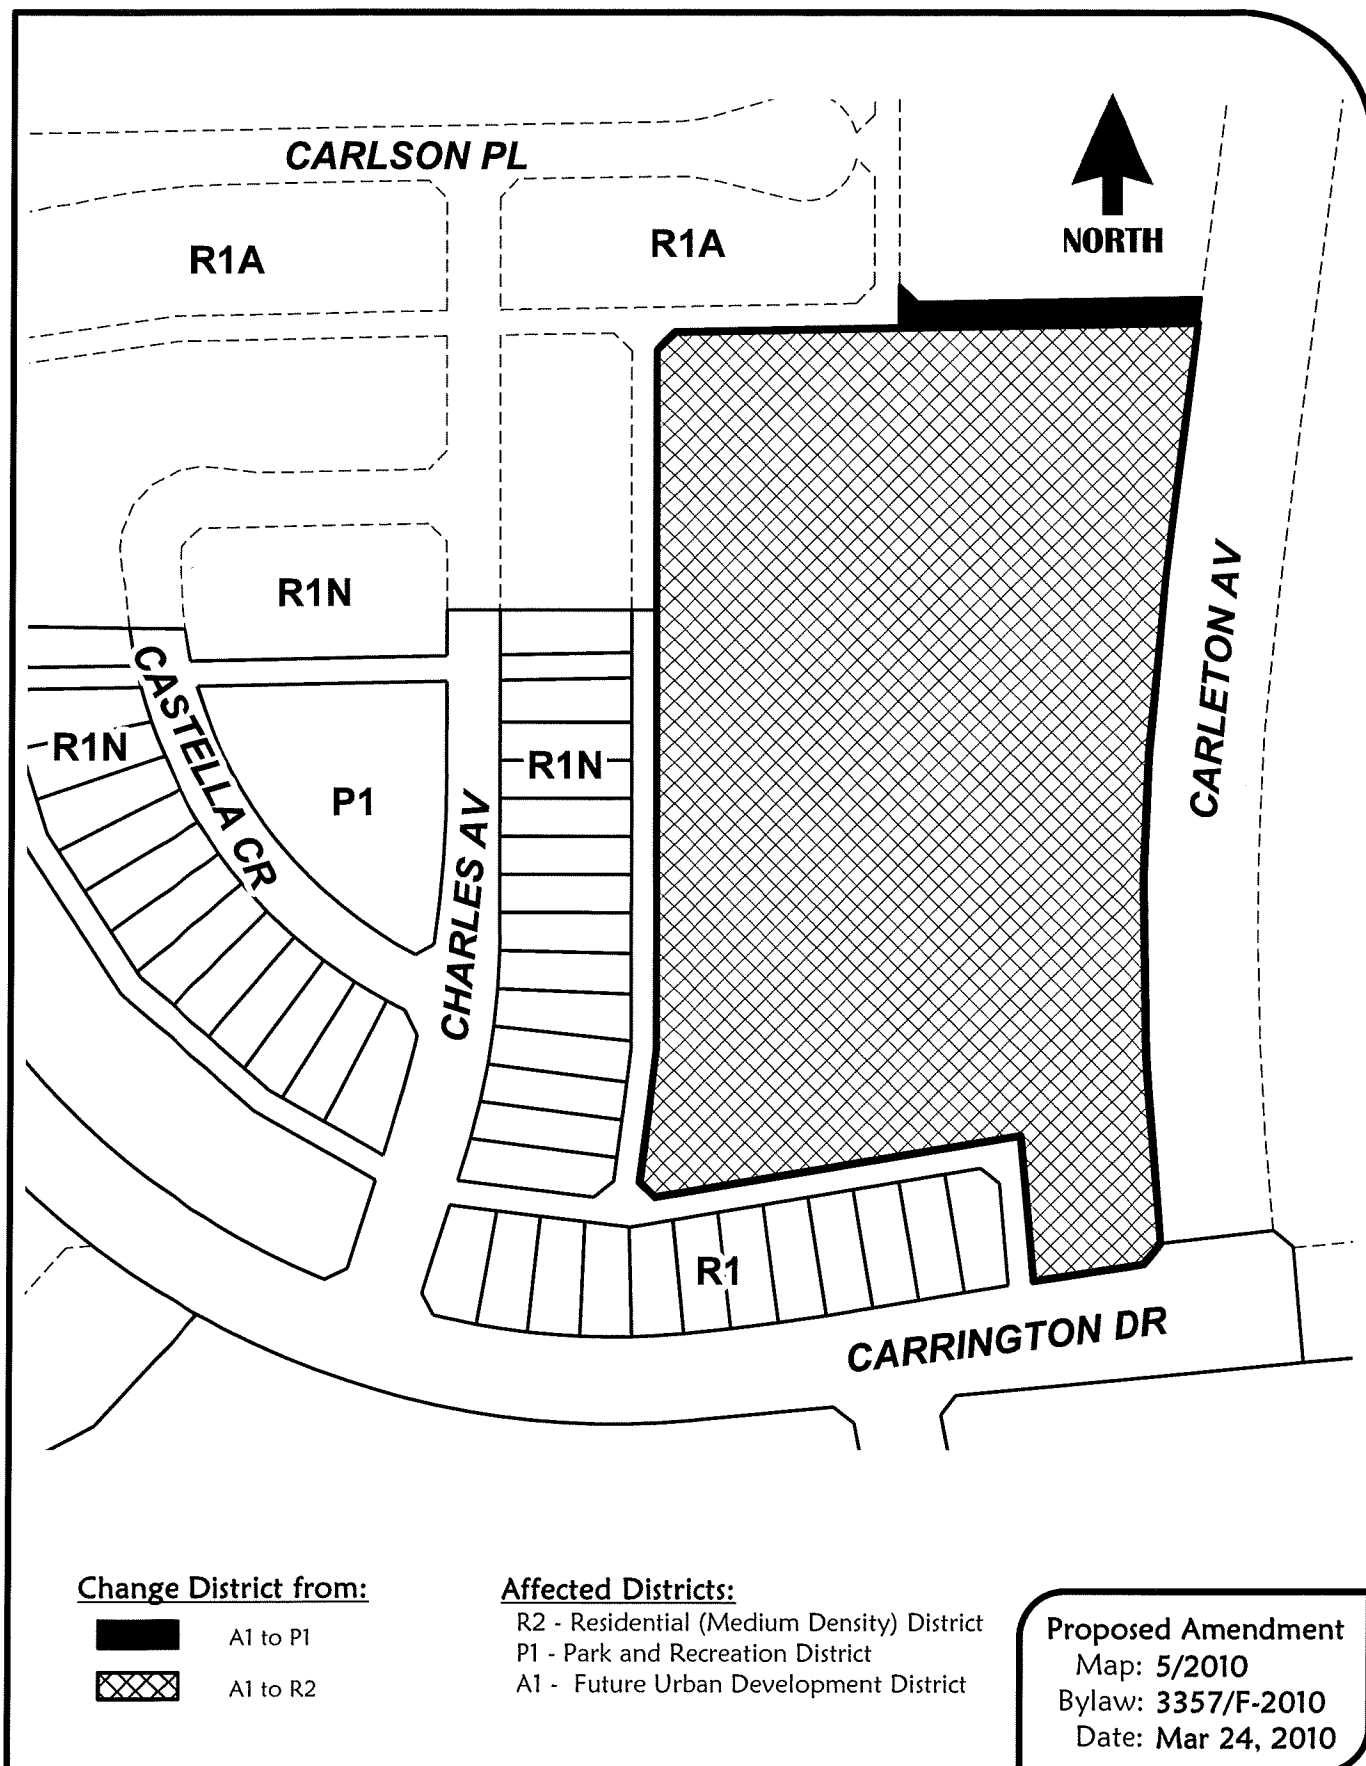 CARLSON PL
NORTH
R1A
R1A
R1N
CARLETON AV
CASTELLA CR
R1N
R1N
P1
CHARLES AV
R1
CARRINGTON DR
Change District from:
A1 to P1
A1 to R2
Affected Districts:
R2 - Residential (Medium Density) District
P1 - Park and Recreation District
A1 - Future Urban Development District
Proposed Amendment
Map: 5/2010
Bylaw: 3357/F-2010
Date: Mar 24, 2010